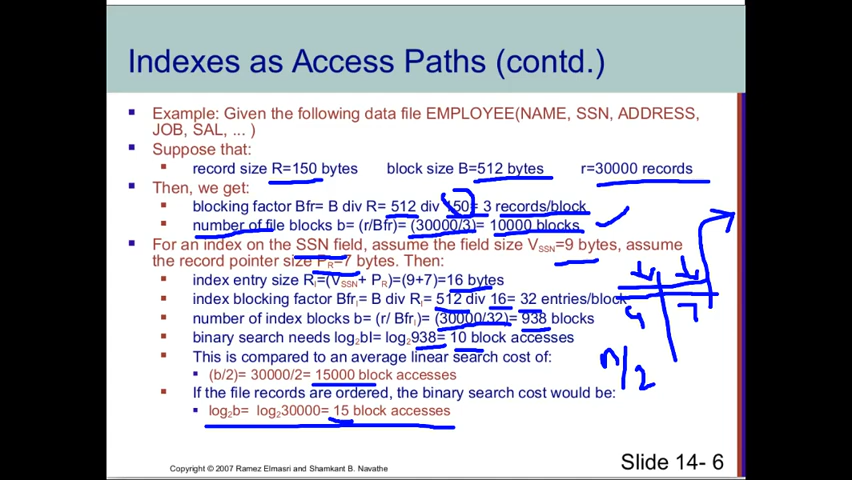 Indexes as Access Paths (contd.)
Example: Given the following data file EMPLOYEE(NAME, SSN, ADDRESS,
JOB, SAL, ... )
Suppose that:
record size R=150 bytes block size B=512 bytes r=30000 records
Then, we get:
blocking factor Bfr= B div R= 512 div 150= 3 records/block
number of file blocks b= (r/Bfr)= (30000/3)= 10000 blocks
For an index on the SSN field, assume the field size VSSN=9 bytes, assume
the record pointer size PR=7 bytes. Then:
index entry size RI=(VSSN+ PR)=(9+7)=16 bytes
index blocking factor BfrI= B div RI= 512 div 16= 32 entries/block
number of index blocks b= (r/ BfrI)= (30000/32)= 938 blocks
binary search needs log2bI= log2938= 10 block accesses
This is compared to an average linear search cost of:
(b/2)= 30000/2= 15000 block accesses
If the file records are ordered, the binary search cost would be:
log2b= log230000= 15 block accesses
9 7
n/2
Copyright © 2007 Ramez Elmasri and Shamkant B. Navathe
Slide 14- 6